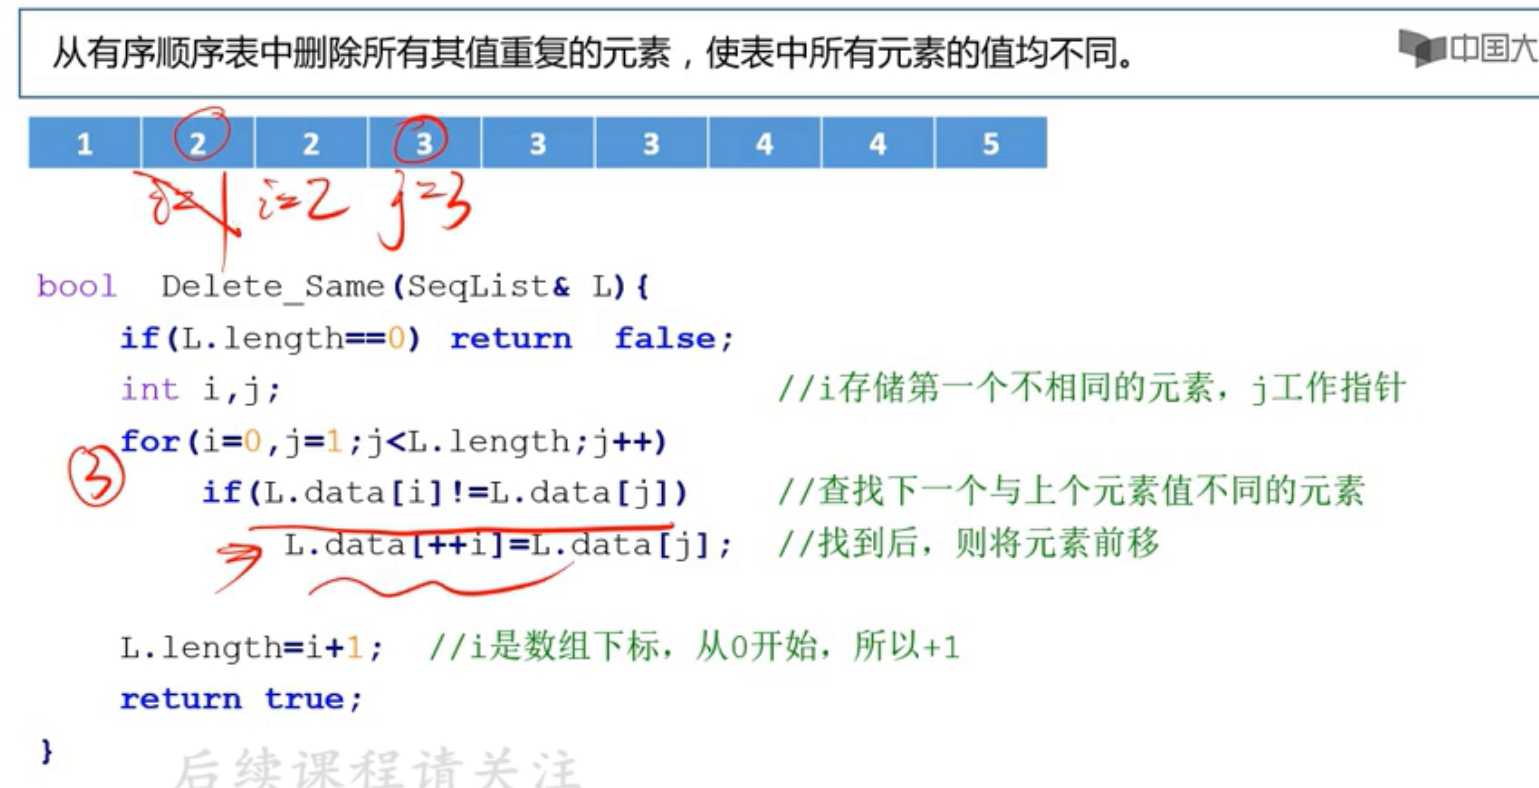 从有序顺序表中删除所有其值重复的元素，使表中所有元素的值均不同。
中国大
1 2 2 3 3 3 4 4 5
i=1 i=2 j=3
bool Delete_Same(SeqList& L){
if(L.length==0) return false;
int i,j; //i存储第一个不相同的元素，j工作指针
for(i=0,j=1;j<L.length;j++)
③
if(L.data[i]!=L.data[j]) //查找下一个与上个元素值不同的元素
L.data[++i]=L.data[j]; //找到后，则将元素前移
L.length=i+1; //i是数组下标，从0开始，所以+1
return true;
}
后续课程请关注